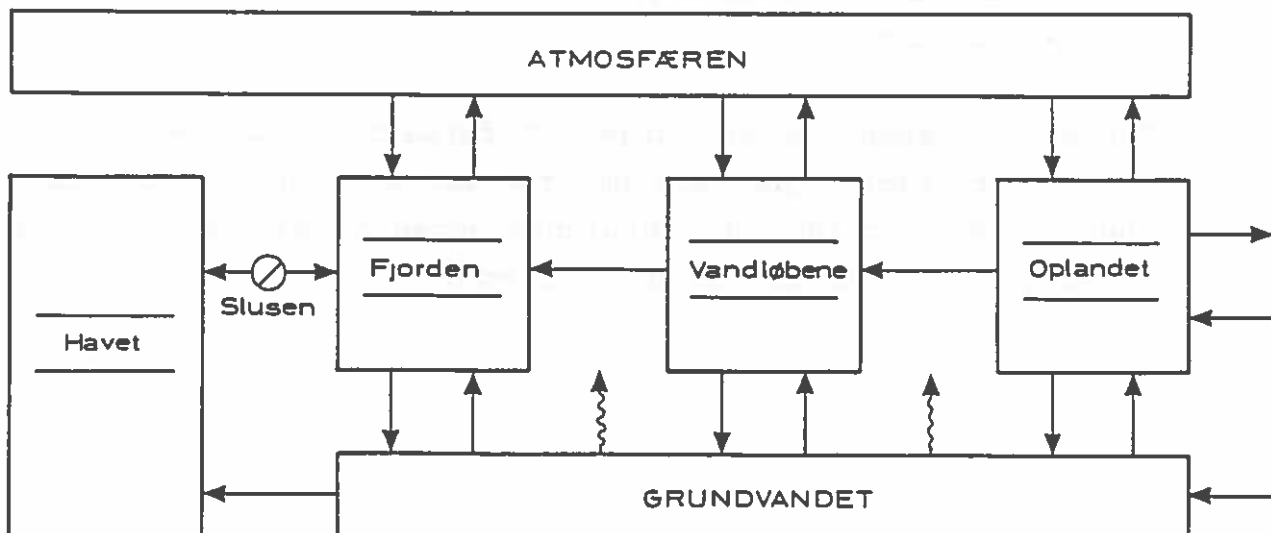 ATMOSFÆREN
Fjorden
Vandløbene
Oplandet
Slusen
Havet
GRUNDVANDET